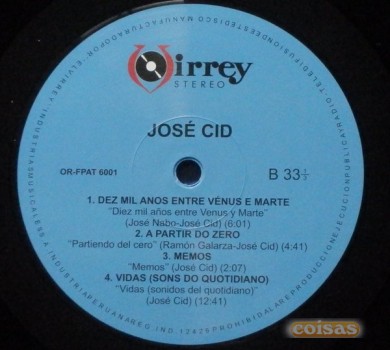 Virrey
STEREO
JOSÉ CID
OR-FPAT 6001
B 33⅓
1. DEZ MIL ANOS ENTRE VÉNUS E MARTE
"Diez mil años entre Venus y Marte"
(José Nabo-José Cid) (6:01)
2. A PARTIR DO ZERO
"Partiendo del cero" (Ramón Galarza-José Cid) (4:41)
3. MEMOS
"Memos" (José Cid) (2:07)
4. VIDAS (SONS DO QUOTIDIANO)
"Vidas (sonidos del quotidiano)"
(José Cid) (12:41)
coisas